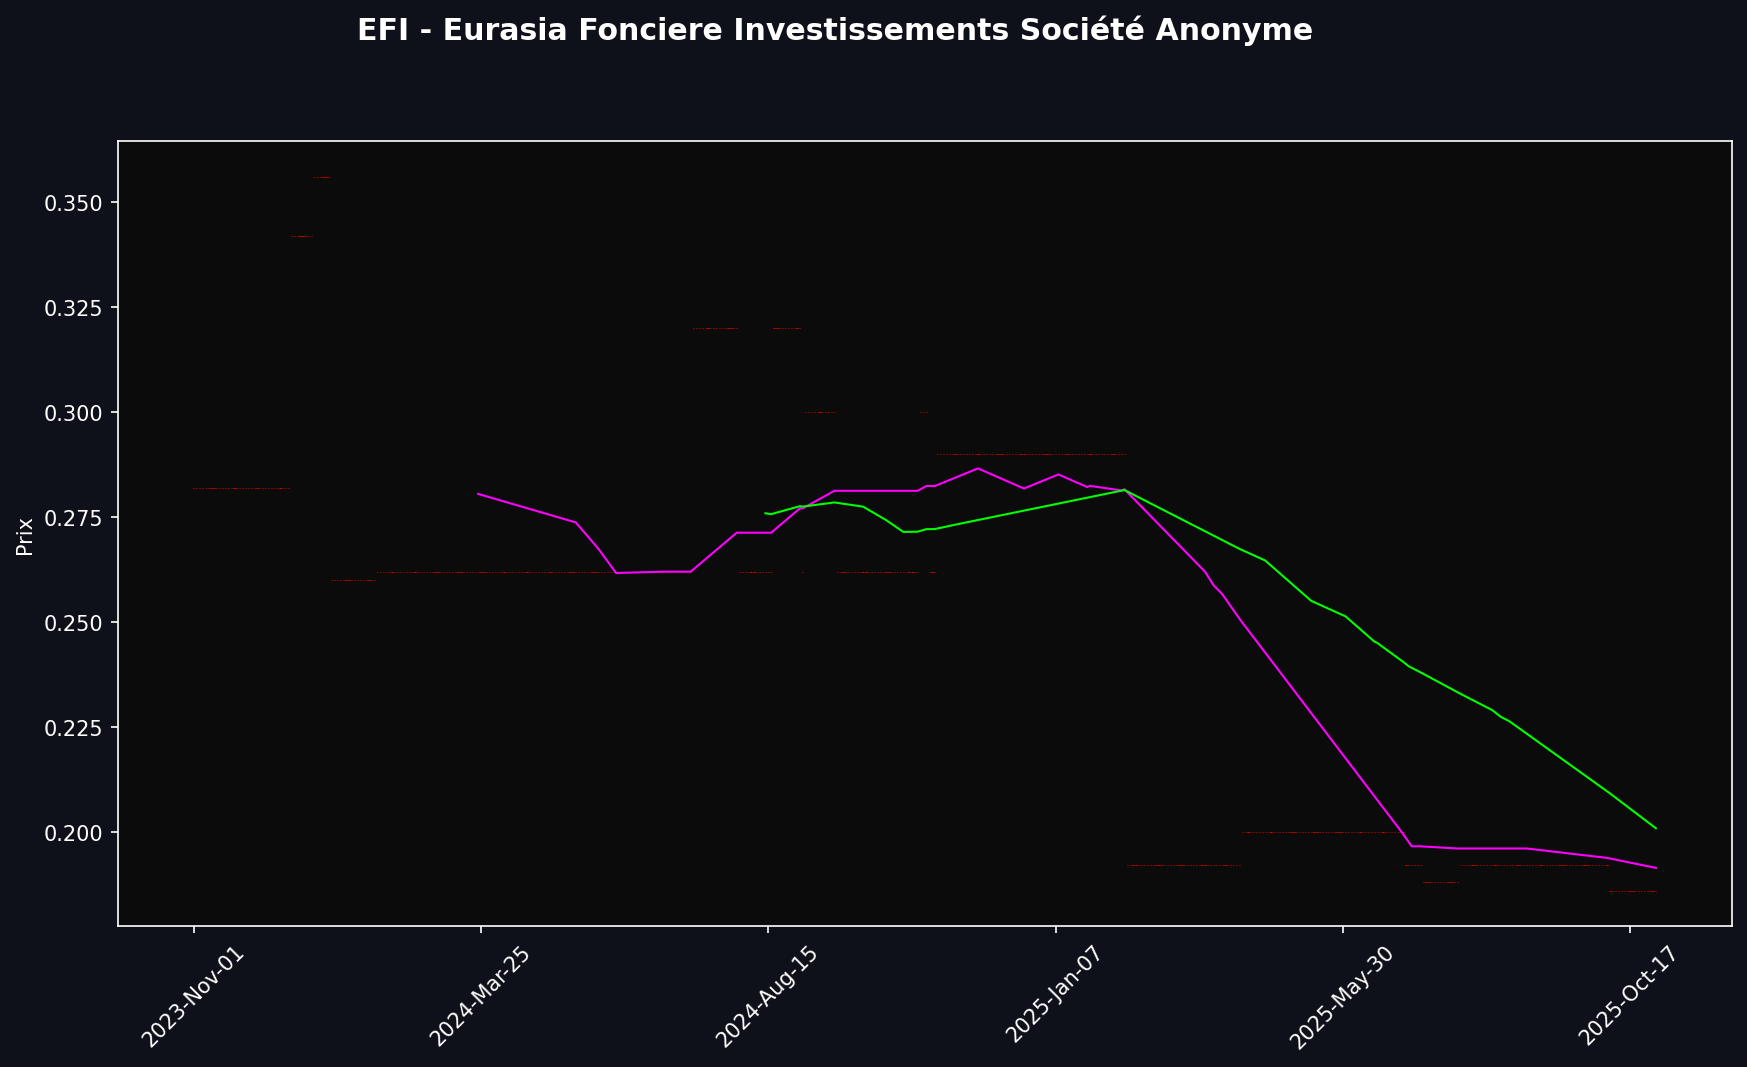 EFI - Eurasia Fonciere Investissements Société Anonyme
Prix
0.350
0.325
0.300
0.275
0.250
0.225
0.200
2023-Nov-01
2024-Mar-25
2024-Aug-15
2025-Jan-07
2025-May-30
2025-Oct-17